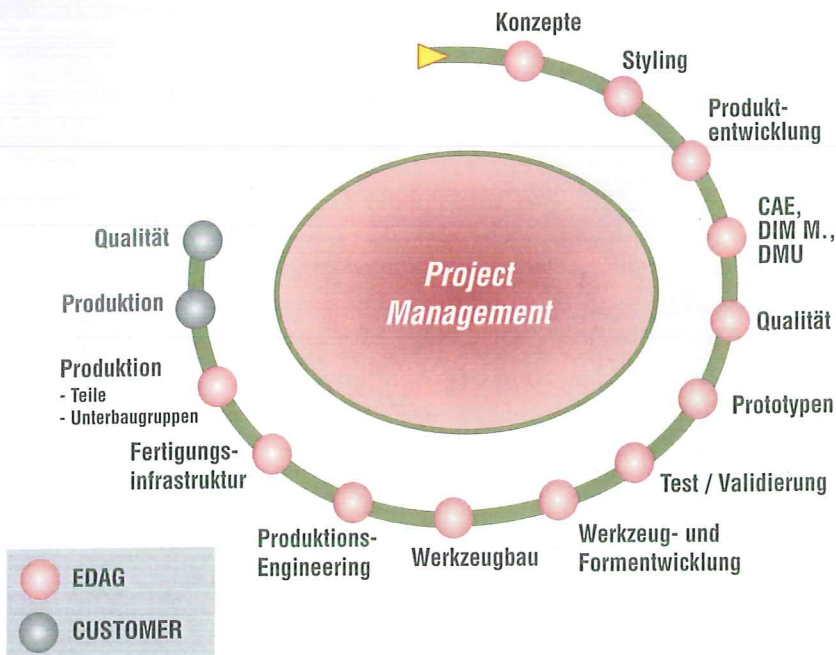 Konzepte
Styling
Produkt-
entwicklung
CAE,
DIM M.,
DMU
Qualität
Prototypen
Test / Validierung
Werkzeug- und
Formentwicklung
Werkzeugbau
Produktions-
Engineering
Fertigungs-
infrastruktur
Produktion
- Teile
- Unterbaugruppen
Produktion
Qualität
Project
Management
EDAG
CUSTOMER